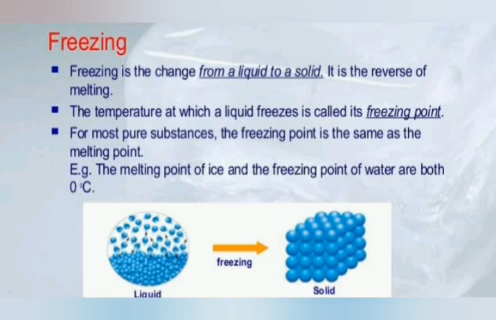 Freezing
Freezing is the change from a liquid to a solid. It is the reverse of
melting.
The temperature at which a liquid freezes is called its freezing point.
For most pure substances, the freezing point is the same as the
melting point.
E.g. The melting point of ice and the freezing point of water are both
0 °C.
freezing
Liquid
Solid